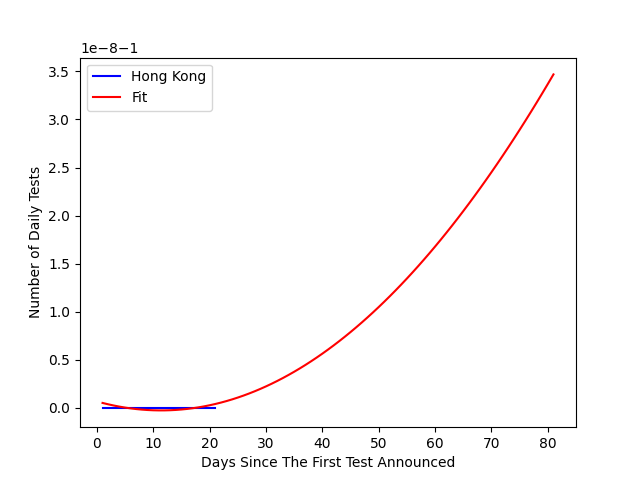 1e−8−1
3.5
3.0
2.5
2.0
1.5
1.0
0.5
0.0
Number of Daily Tests
Hong Kong
Fit
0 10 20 30 40 50 60 70 80
Days Since The First Test Announced